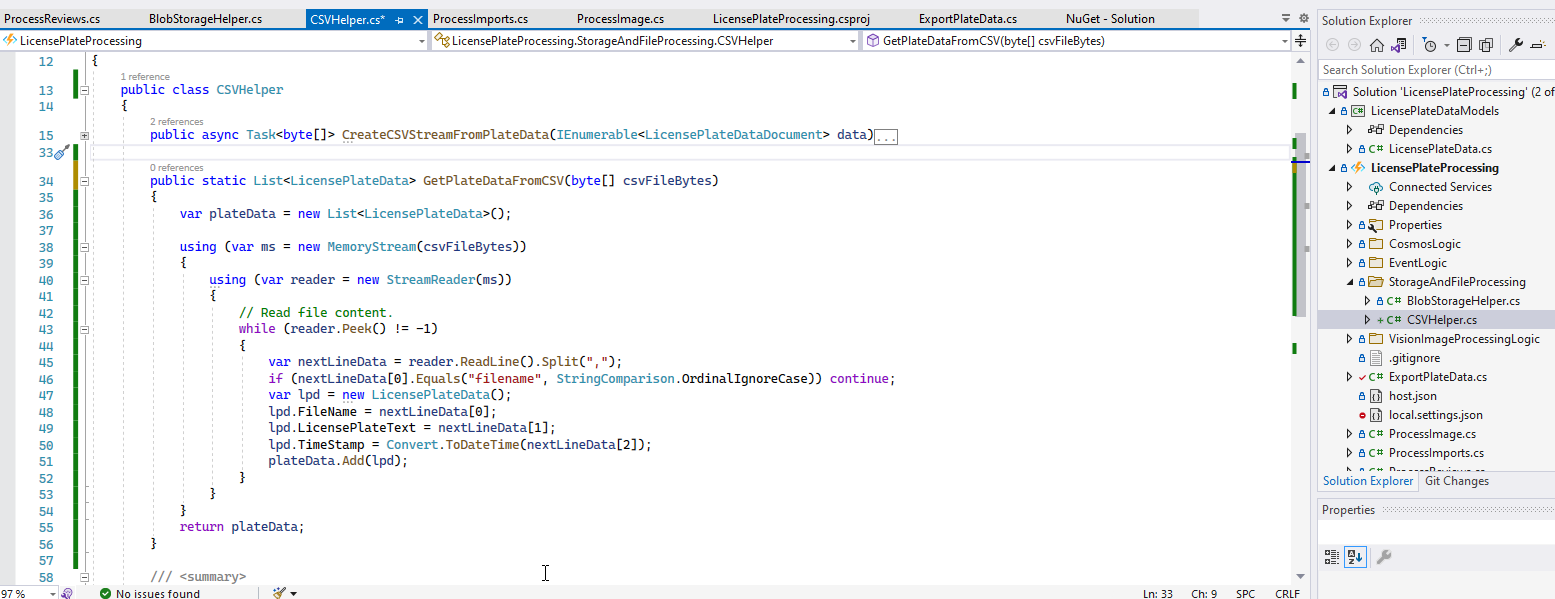 ProcessReviews.cs BlobStorageHelper.cs CSVHelper.cs* ProcessImports.cs ProcessImage.cs LicensePlateProcessing.csproj ExportPlateData.cs NuGet - Solution
LicensePlateProcessing LicensePlateProcessing.StorageAndFileProcessing.CSVHelper GetPlateDataFromCSV(byte[] csvFileBytes)
12 {
1 reference
13 public class CSVHelper
14 {
2 references
15 public async Task<byte[]> CreateCSVStreamFromPlateData(IEnumerable<LicensePlateDataDocument> data)...
33
0 references
34 public static List<LicensePlateData> GetPlateDataFromCSV(byte[] csvFileBytes)
35 {
36 var plateData = new List<LicensePlateData>();
37
38 using (var ms = new MemoryStream(csvFileBytes))
39 {
40 using (var reader = new StreamReader(ms))
41 {
42 // Read file content.
43 while (reader.Peek() != -1)
44 {
45 var nextLineData = reader.ReadLine().Split(",");
46 if (nextLineData[0].Equals("filename", StringComparison.OrdinalIgnoreCase)) continue;
47 var lpd = new LicensePlateData();
48 lpd.FileName = nextLineData[0];
49 lpd.LicensePlateText = nextLineData[1];
50 lpd.TimeStamp = Convert.ToDateTime(nextLineData[2]);
51 plateData.Add(lpd);
52 }
53 }
54 }
55 return plateData;
56 }
57
58 /// <summary>
97 % No issues found Ln: 33 Ch: 9 SPC CRLF
Solution Explorer
Search Solution Explorer (Ctrl+;)
Solution 'LicensePlateProcessing' (2 of
LicensePlateDataModels
Dependencies
C# LicensePlateData.cs
LicensePlateProcessing
Connected Services
Dependencies
Properties
CosmosLogic
EventLogic
StorageAndFileProcessing
C# BlobStorageHelper.cs
C# CSVHelper.cs
VisionImageProcessingLogic
.gitignore
C# ExportPlateData.cs
host.json
local.settings.json
C# ProcessImage.cs
C# ProcessImports.cs
C# ProcessReviews.cs
Solution Explorer Git Changes
Properties